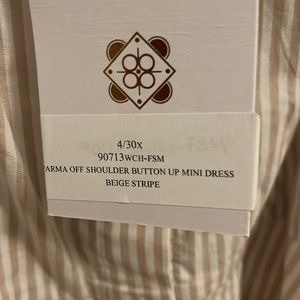 4/30X
90713WCH-FSM
ARMA OFF SHOULDER BUTTON UP MINI DRESS
BEIGE STRIPE